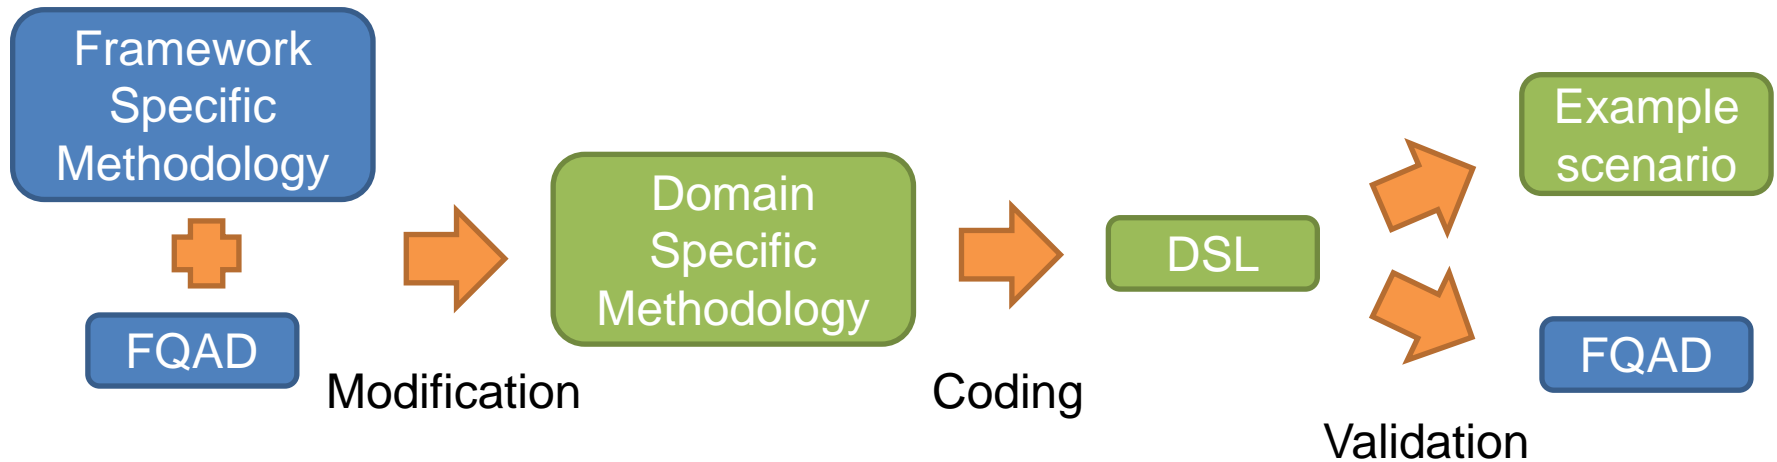 Framework
Specific
Methodology
FQAD
Modification
Domain
Specific
Methodology
Coding
DSL
Validation
Example
scenario
FQAD